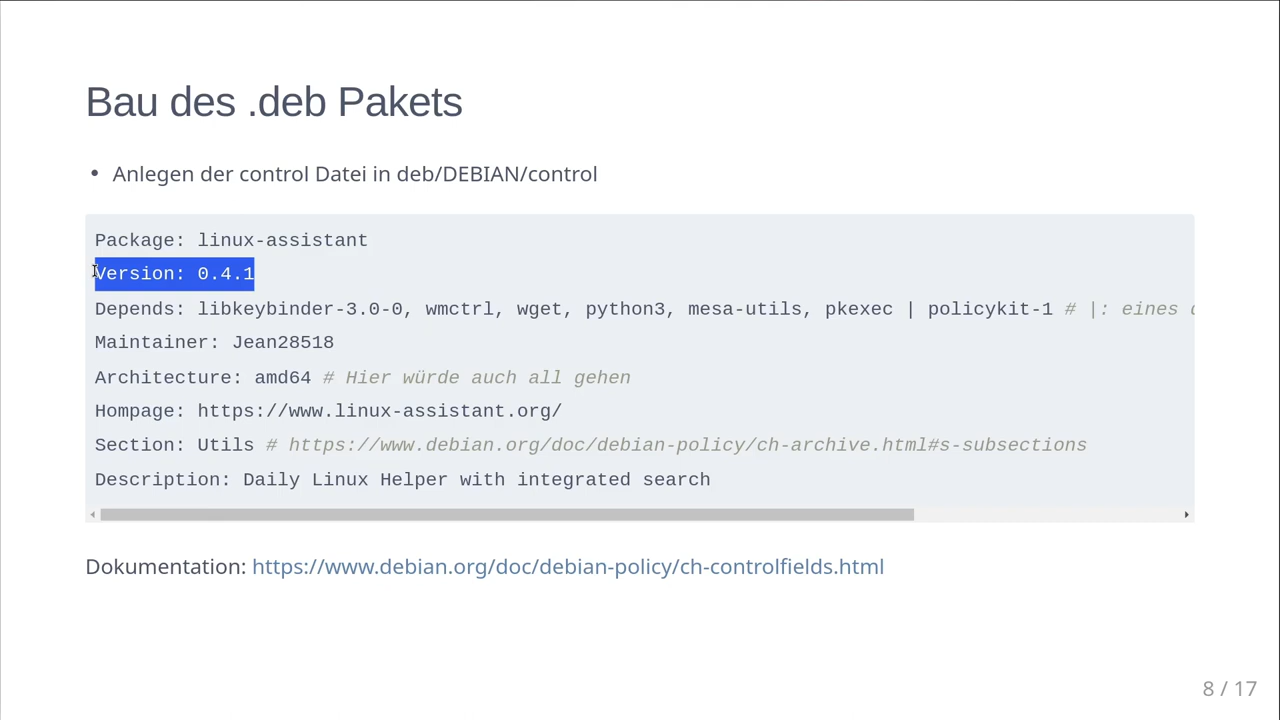 Bau des .deb Pakets
• Anlegen der control Datei in deb/DEBIAN/control
Package: linux-assistant
Version: 0.4.1
Depends: libkeybinder-3.0-0, wmctrl, wget, python3, mesa-utils, pkexec | policykit-1 # |: eines
Maintainer: Jean28518
Architecture: amd64 # Hier würde auch all gehen
Hompage: https://www.linux-assistant.org/
Section: Utils # https://www.debian.org/doc/debian-policy/ch-archive.html#s-subsections
Description: Daily Linux Helper with integrated search
Dokumentation: https://www.debian.org/doc/debian-policy/ch-controlfields.html
8 / 17